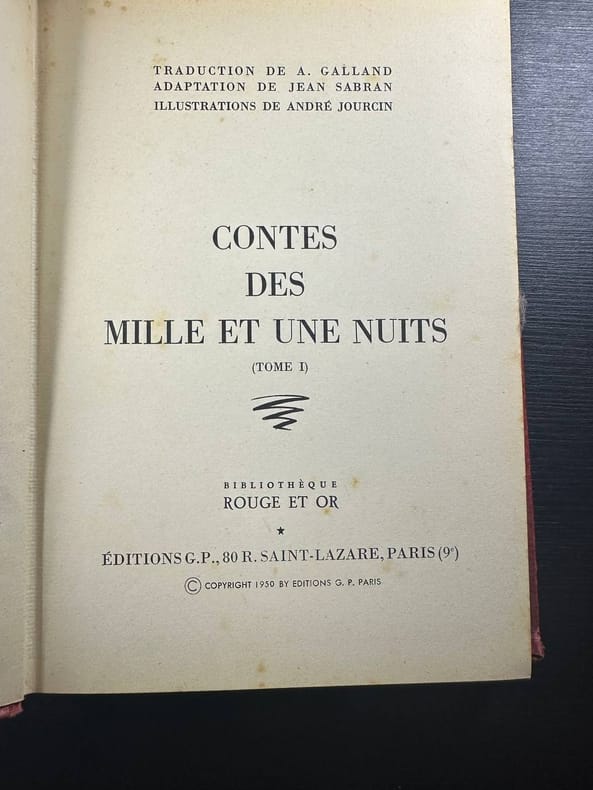 TRADUCTION DE A. GALLAND
ADAPTATION DE JEAN SABRAN
ILLUSTRATIONS DE ANDRÉ JOURCIN
CONTES
DES
MILLE ET UNE NUITS
(TOME I)
BIBLIOTHÈQUE
ROUGE ET OR
★
ÉDITIONS G.P., 80 R. SAINT-LAZARE, PARIS (9e)
© COPYRIGHT 1950 BY EDITIONS G. P. PARIS